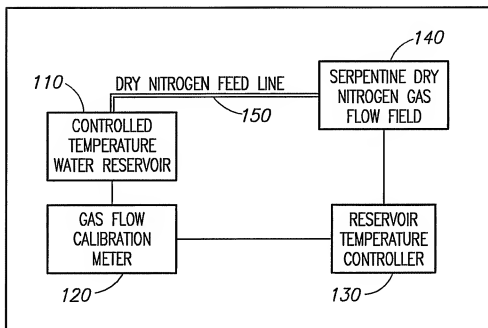 140
110
DRY NITROGEN FEED LINE
SERPENTINE DRY
NITROGEN GAS
FLOW FIELD
150
CONTROLLED
TEMPERATURE
WATER RESERVOIR
GAS FLOW
CALIBRATION
METER
RESERVOIR
TEMPERATURE
CONTROLLER
120
130